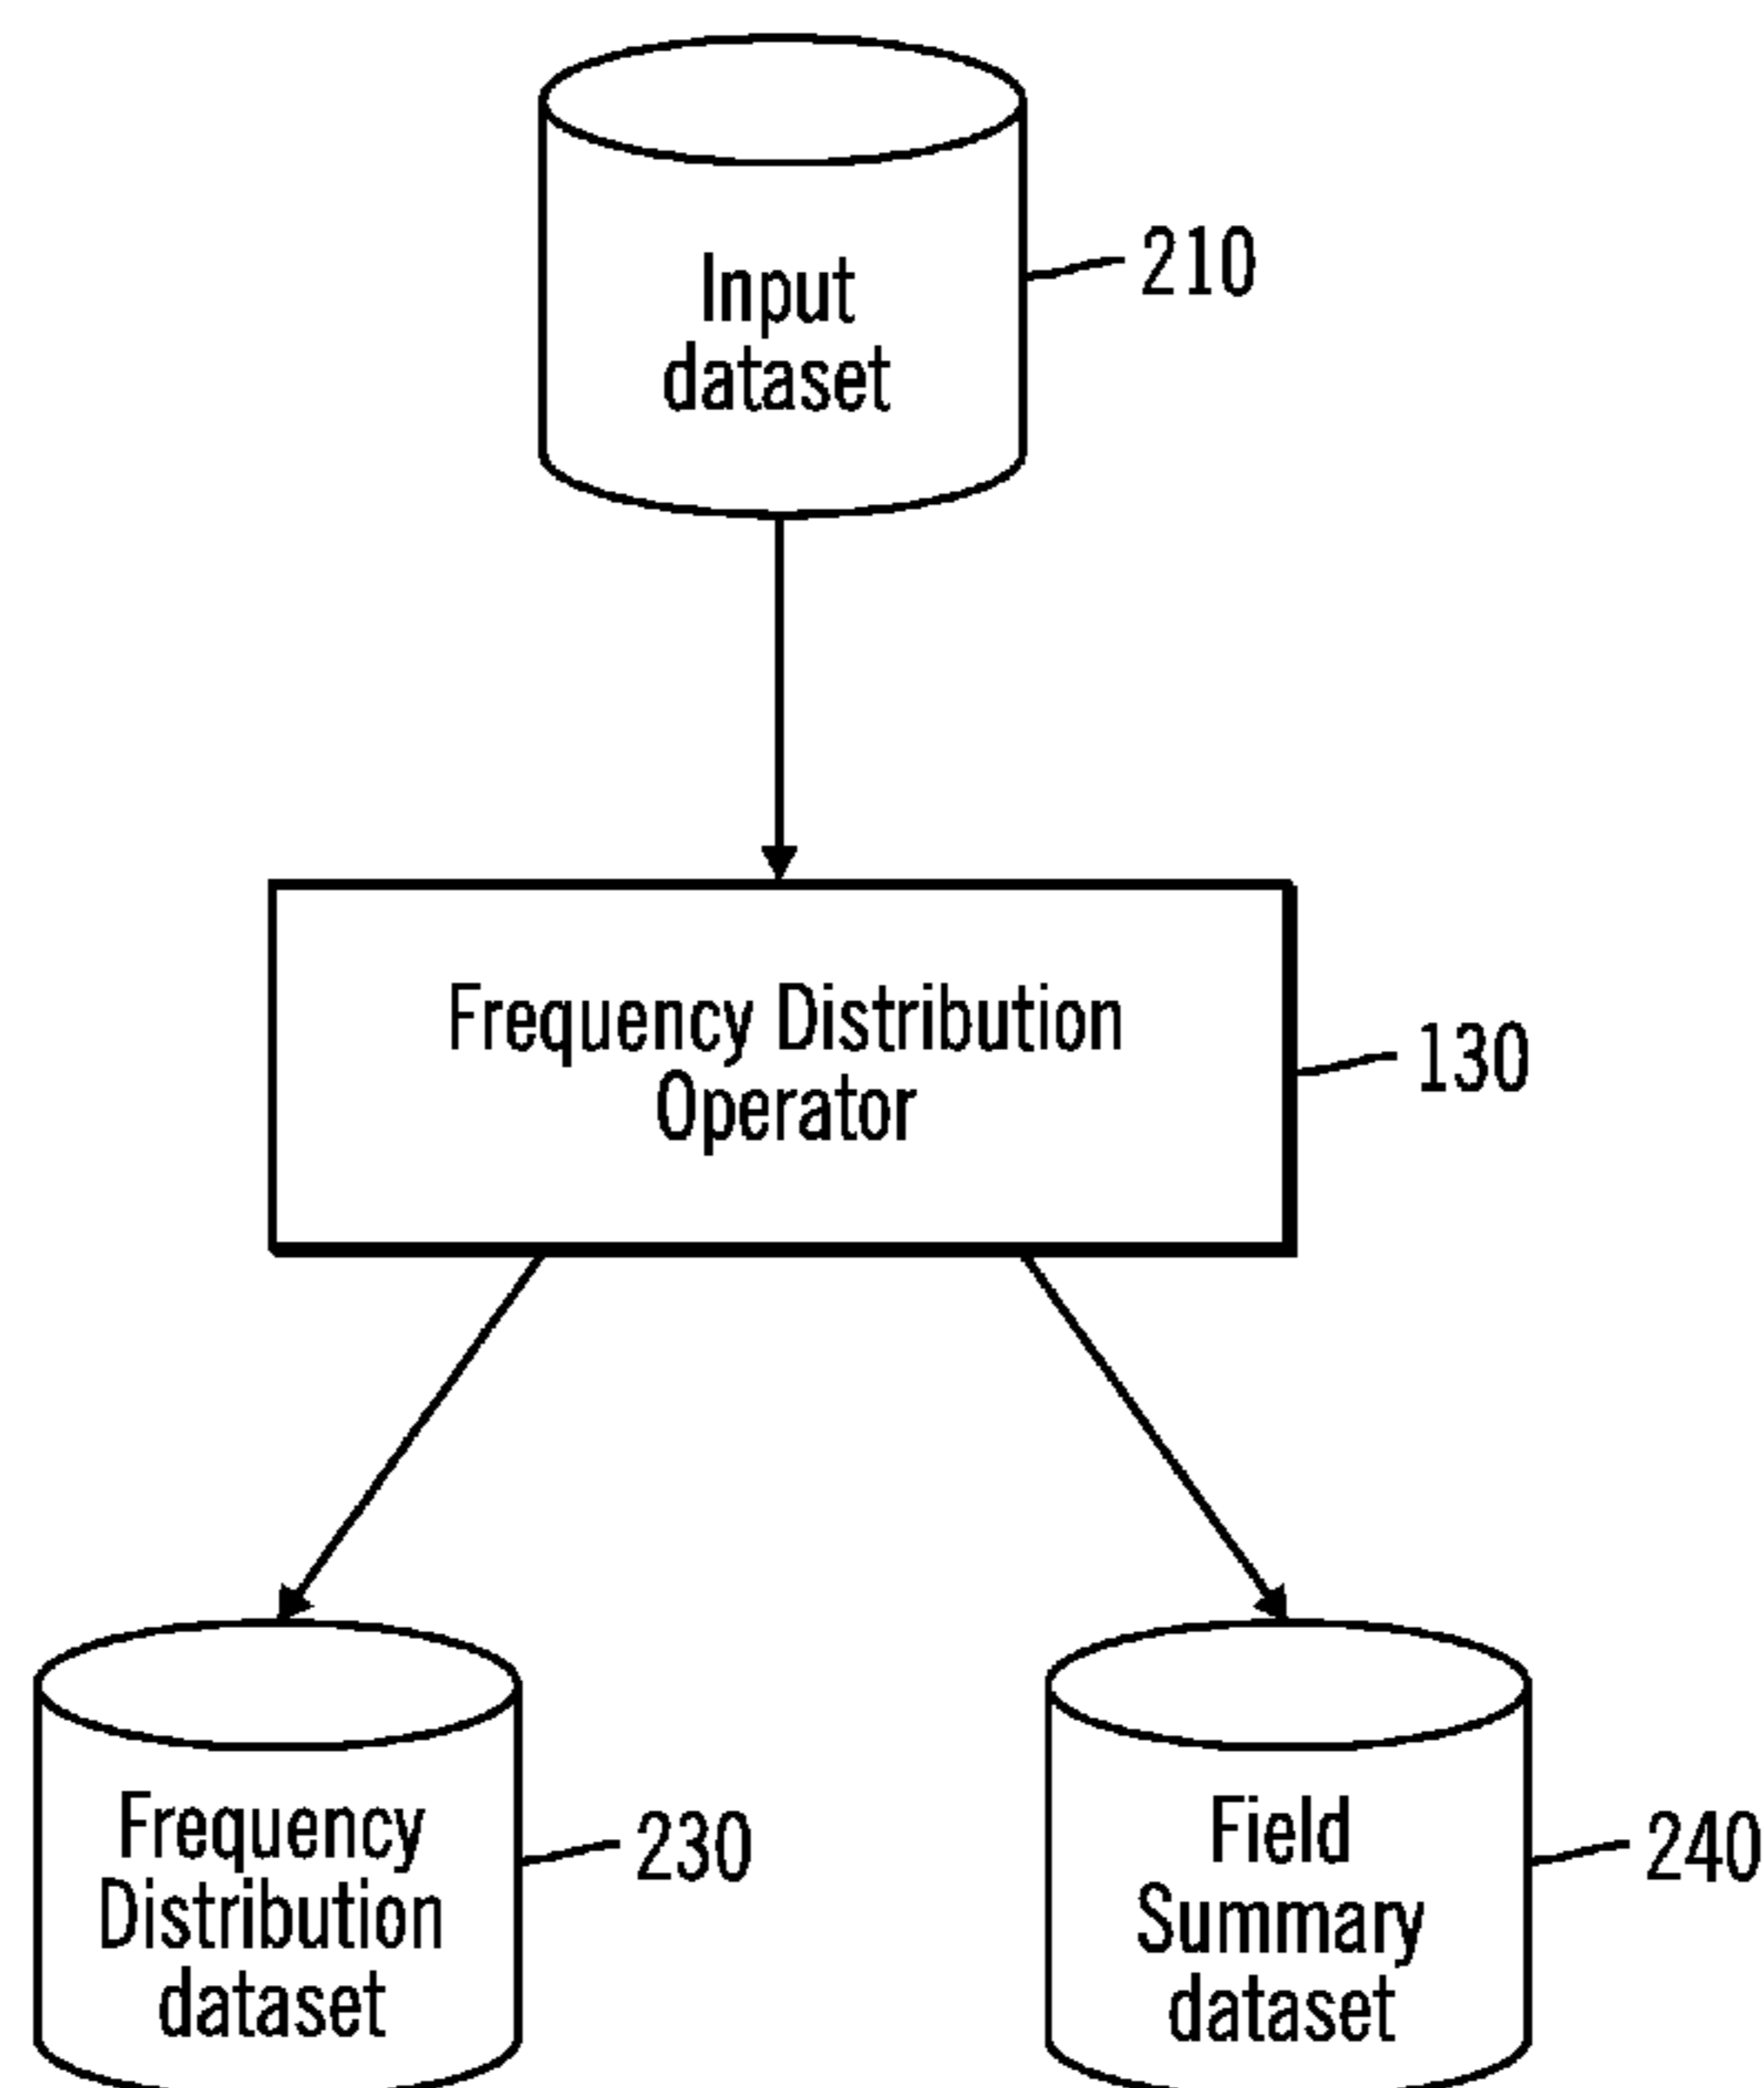 Input
dataset
210
Frequency Distribution
Operator
130
Frequency
Distribution
dataset
230
Field
Summary
dataset
240